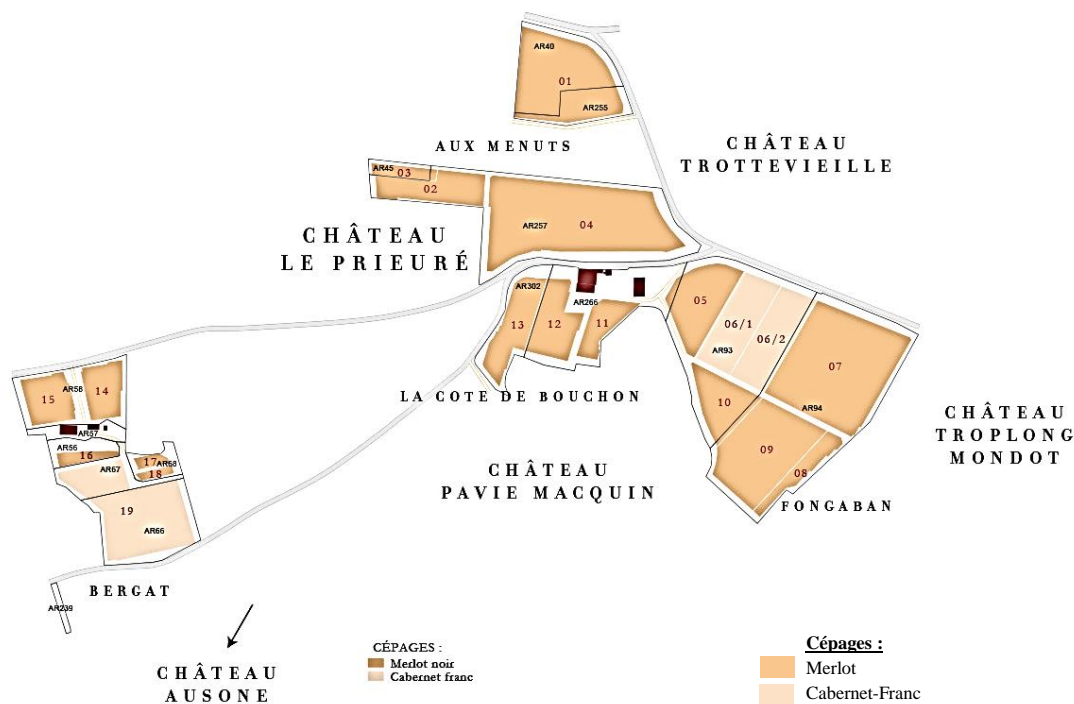 AR40
01
AR255
AUX MENUTS
CHÂTEAU
TROTTEVIEILLE
AR45
03
02
AR257
04
CHÂTEAU
LE PRIEURÉ
AR302
AR266
13
12
11
05
06/1
06/2
AR93
07
AR94
10
09
08
FONGABAN
LA COTE DE BOUCHON
CHÂTEAU
PAVIE MACQUIN
CHÂTEAU
TROPLONG
MONDOT
15
AR58
14
AR57
AR56
16
AR67
17
AR68
18
19
AR66
BERGAT
AR239
CHÂTEAU
AUSONE
CÉPAGES :
Merlot noir
Cabernet franc
Cépages :
Merlot
Cabernet-Franc